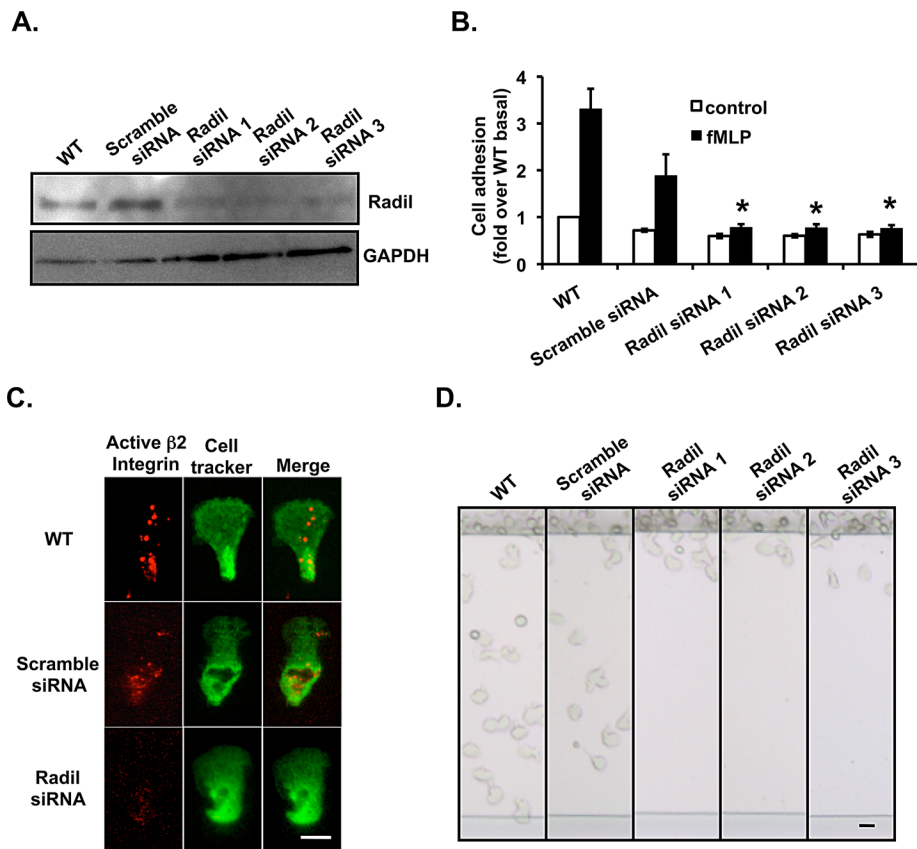 A.
WT
Scramble
siRNA
Radil
siRNA 1
Radil
siRNA 2
Radil
siRNA 3
Radil
GAPDH
B.
Cell adhesion
(fold over WT basal)
4
3
2
1
0
control
fMLP
*
*
*
WT
Scramble siRNA
Radil siRNA 1
Radil siRNA 2
Radil siRNA 3
C.
Active β2
Integrin
Cell
tracker
Merge
WT
Scramble
siRNA
Radil
siRNA
D.
WT
Scramble
siRNA
Radil
siRNA 1
Radil
siRNA 2
Radil
siRNA 3